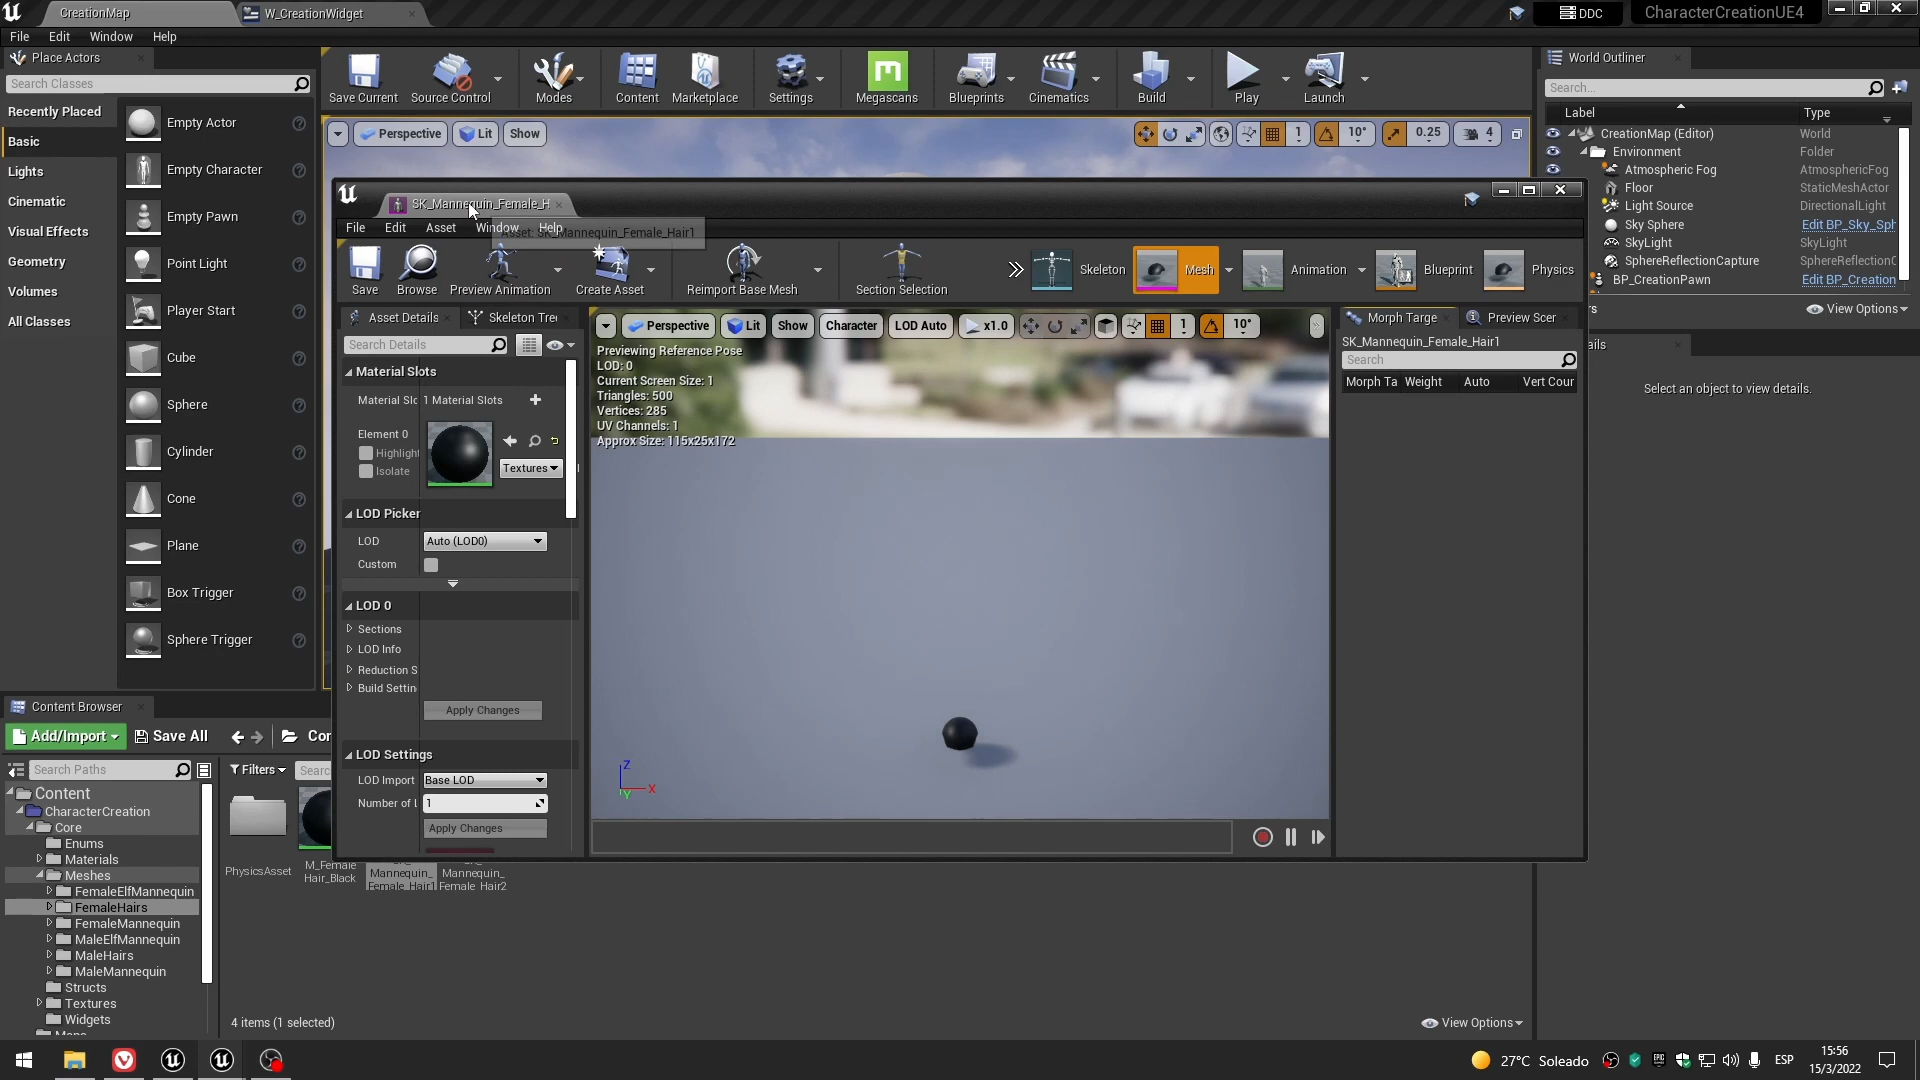 CreationMap
W_CreationWidget
DDC
CharacterCreationUE4
File Edit Window Help
Place Actors
Search Classes
Recently Placed
Basic
Lights
Cinematic
Visual Effects
Geometry
Volumes
All Classes
Empty Actor
Empty Character
Empty Pawn
Point Light
Player Start
Cube
Sphere
Cylinder
Cone
Plane
Box Trigger
Sphere Trigger
Save Current
Source Control
Modes
Content
Marketplace
Settings
Megascans
Blueprints
Cinematics
Build
Play
Launch
Perspective Lit Show
1 10° 0.25 4
World Outliner
Search...
Label Type
CreationMap (Editor) World
Environment Folder
Atmospheric Fog AtmosphericFog
Floor StaticMeshActor
Light Source DirectionalLight
Sky Sphere Edit BP_Sky_Sph
SkyLight SkyLight
SphereReflectionCapture SphereReflectionC
BP_CreationPawn Edit BP_Creation
View Options
Select an object to view details.
SK_Mannequin_Female_H
File Edit Asset Window Help
Asset: SK_Mannequin_Female_Hair1
Save
Browse
Preview Animation
Create Asset
Reimport Base Mesh
Section Selection
Skeleton
Mesh
Animation
Blueprint
Physics
Asset Details
Skeleton Tre
Search Details
Material Slots
Material Slc 1 Material Slots
Element 0
Highlight
Isolate
Textures
LOD Picker
LOD Auto (LOD0)
Custom
LOD 0
Sections
LOD Info
Reduction S
Build Settin
Apply Changes
LOD Settings
LOD Import Base LOD
Number of L 1
Apply Changes
Perspective Lit Show Character LOD Auto x1.0 1 10°
Previewing Reference Pose
LOD: 0
Current Screen Size: 1
Triangles: 500
Vertices: 285
UV Channels: 1
Approx Size: 115x25x172
Z
X
Y
Morph Targe
Preview Scer
SK_Mannequin_Female_Hair1
Search
Morph Ta Weight Auto Vert Cour
Content Browser
Add/Import Save All Cor
Search Paths
Filters
Searc
Content
CharacterCreation
Core
Enums
Materials
Meshes
FemaleElfMannequin
FemaleHairs
FemaleMannequin
MaleElfMannequin
MaleHairs
MaleMannequin
Structs
Textures
Widgets
PhysicsAsset
M_Female
Hair_Black
Mannequin_
Female_Hair1
Mannequin_
Female_Hair2
4 items (1 selected)
View Options
27°C Soleado
ESP
15:56
15/3/2022